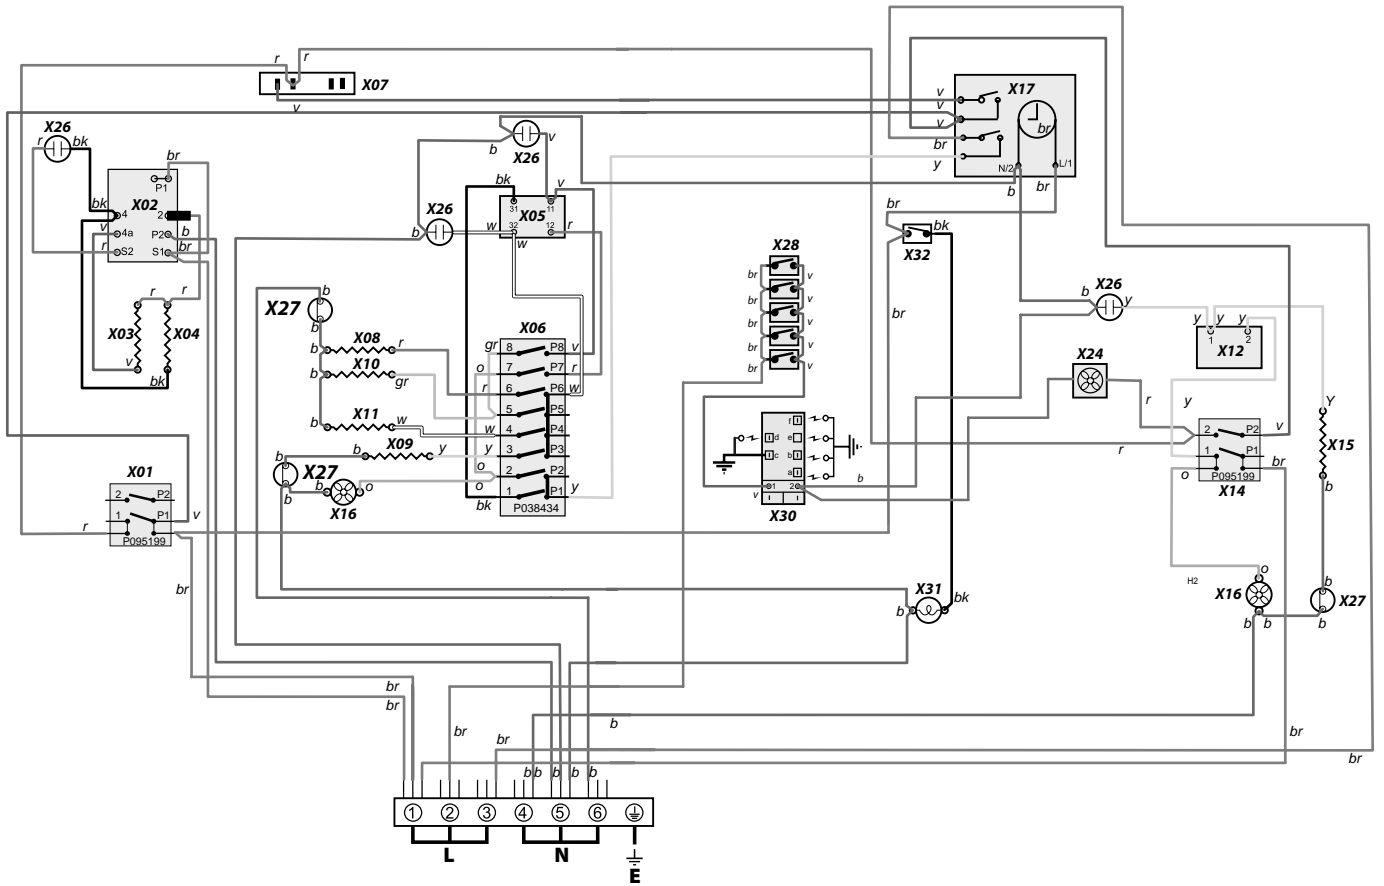 r
r
X07
v
X26
r
bk
br
P1
X02
bk
4
2
v
4a
P2
b
r
S2
S1
br
r
r
X03
X04
v
bk
X01
2
P2
1
P1
v
r
P095199
br
X26
b
v
bk
v
31
11
X05
X26
b
w
32
12
r
w
b
X27
b
X06
b
X08
r
gr
8
P8
v
X10
o
7
P7
r
b
gr
r
6
P6
w
5
P5
X11
w
b
w
4
P4
X09
b
y
y
3
P3
b
X27
o
2
P2
b
b
o
o
X16
1
P1
y
bk
P038434
v
v
v
X17
br
br
y
N/2
L/1
b
br
br
bk
X32
br
X28
br
v
br
v
br
v
br
v
br
v
f
d
e
c
b
a
1
2
v
b
X30
X26
b
y
y
y
y
1
2
X12
X24
r
y
r
2
P2
v
1
P1
br
o
P095199
X14
Y
X15
b
H2
o
X16
b
b
b
X27
b
X31
b
bk
br
br
br
br
b
br
br
b
b
b
b
b
1
2
3
4
5
6
L
N
E